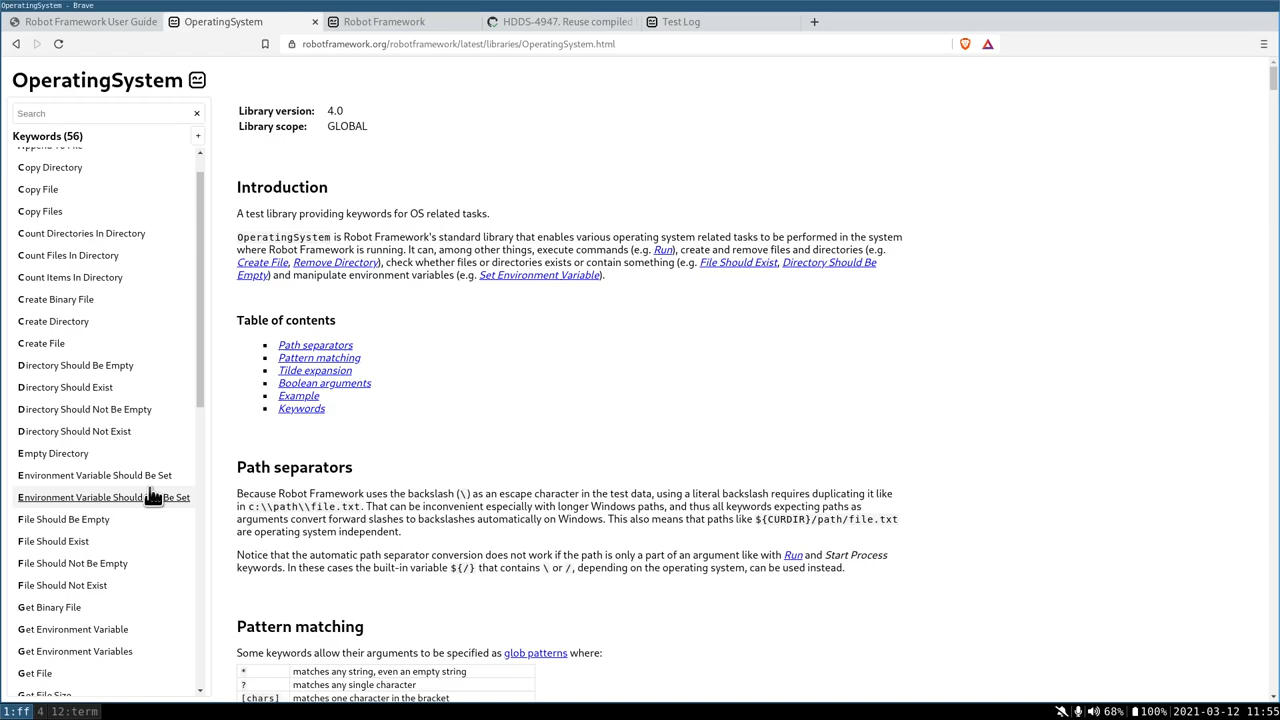 OperatingSystem - Brave
Robot Framework User Guide
OperatingSystem
Robot Framework
HDDS-4947. Reuse compiled
Test Log
robotframework.org/robotframework/latest/libraries/OperatingSystem.html
OperatingSystem
Search
Keywords (56)
Append To File
Copy Directory
Copy File
Copy Files
Count Directories In Directory
Count Files In Directory
Count Items In Directory
Create Binary File
Create Directory
Create File
Directory Should Be Empty
Directory Should Exist
Directory Should Not Be Empty
Directory Should Not Exist
Empty Directory
Environment Variable Should Be Set
Environment Variable Should Be Set
File Should Be Empty
File Should Exist
File Should Not Be Empty
File Should Not Exist
Get Binary File
Get Environment Variable
Get Environment Variables
Get File
Get File Size
Library version: 4.0
Library scope: GLOBAL
Introduction
A test library providing keywords for OS related tasks.
OperatingSystem is Robot Framework's standard library that enables various operating system related tasks to be performed in the system
where Robot Framework is running. It can, among other things, execute commands (e.g. Run), create and remove files and directories (e.g.
Create File, Remove Directory), check whether files or directories exists or contain something (e.g. File Should Exist, Directory Should Be
Empty) and manipulate environment variables (e.g. Set Environment Variable).
Table of contents
▪ Path separators
▪ Pattern matching
▪ Tilde expansion
▪ Boolean arguments
▪ Example
▪ Keywords
Path separators
Because Robot Framework uses the backslash (\) as an escape character in the test data, using a literal backslash requires duplicating it like
in c:\\path\\file.txt. That can be inconvenient especially with longer Windows paths, and thus all keywords expecting paths as
arguments convert forward slashes to backslashes automatically on Windows. This also means that paths like ${CURDIR}/path/file.txt
are operating system independent.
Notice that the automatic path separator conversion does not work if the path is only a part of an argument like with Run and Start Process
keywords. In these cases the built-in variable ${/} that contains \ or /, depending on the operating system, can be used instead.
Pattern matching
Some keywords allow their arguments to be specified as glob patterns where:
* matches any string, even an empty string
? matches any single character
[chars] matches one character in the bracket
1:ff 4 12:term
68% 100% 2021-03-12 11:55